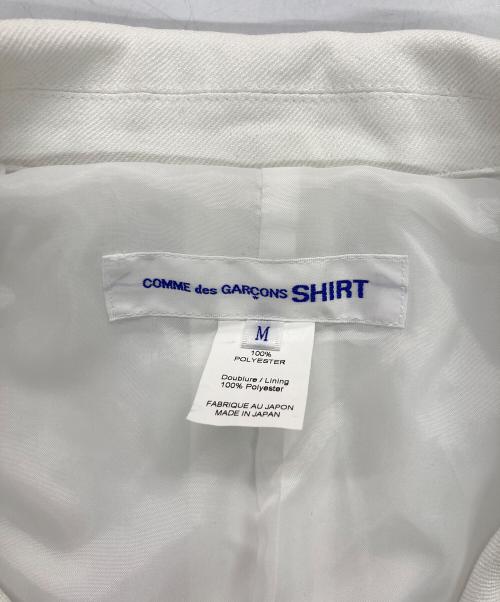 COMME des GARÇONS SHIRT
M
100%
POLYESTER
Doublure / Lining
100% Polyester
FABRIQUE AU JAPON
MADE IN JAPAN